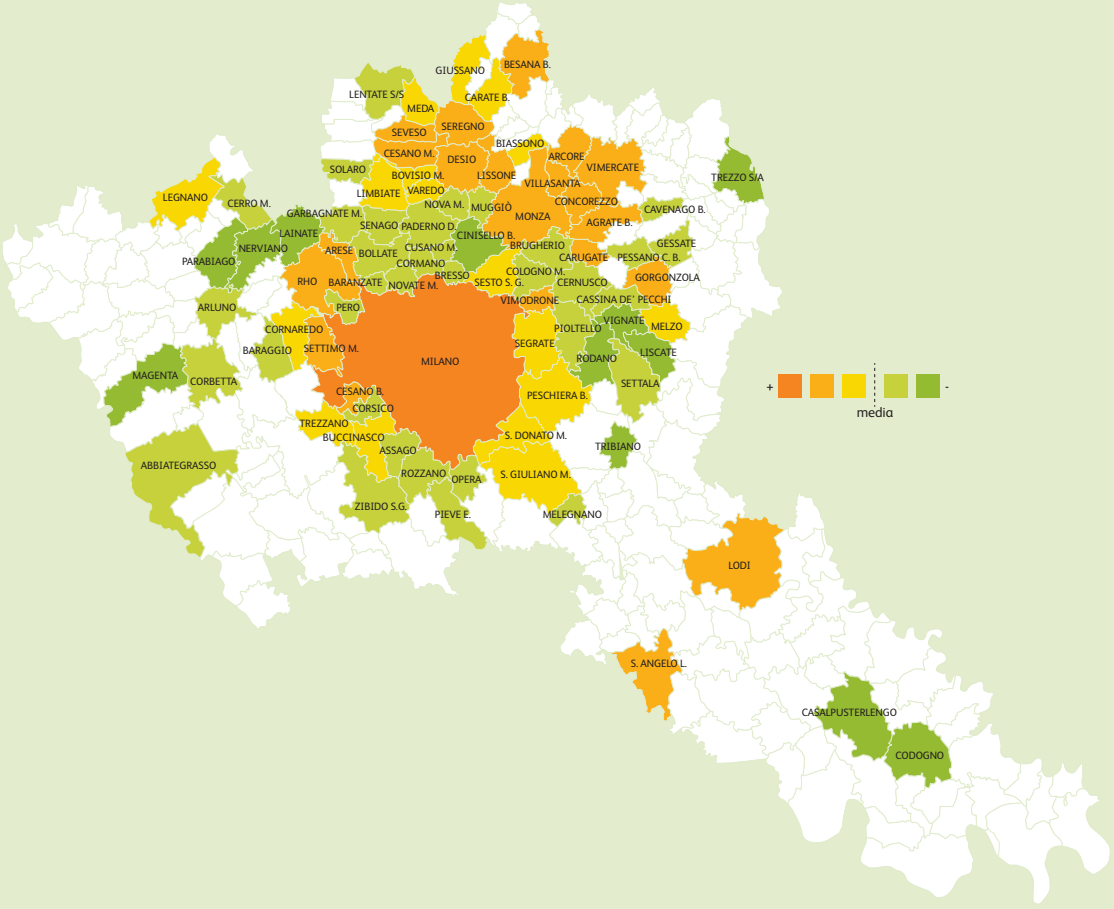 BESANA B.
GIUSSANO
LENTATE S/S
CARATE B.
MEDA
SEREGNO
SEVESO
BIASSONO
CESANO M.
DESIO
ARCORE
VIMERCATE
SOLARO
BOVISIO M.
LISSONE
TREZZO S/A
VILLASANTA
LIMBIATE
VAREDO
LEGNANO
CERRO M.
NOVA M.
MUGGIÒ
CONCOREZZO
CAVENAGO B.
GARBAGNATE M.
MONZA
AGRATE B.
SENAGO
PADERNO D.
LAINATE
CINISELLO B.
NERVIANO
ARESE
BOLLATE
CUSANO M.
BRUGHERIO
GESSATE
PARABIAGO
CORMANO
CARUGATE
PESSANO C. B.
BRESSO
COLOGNO M.
RHO
BARANZATE
NOVATE M.
SESTO S. G.
CERNUSCO
GORGONZOLA
ARLUNO
PERO
VIMODRONE
CASSINA DE' PECCHI
CORNAREDO
PIOLTELLO
VIGNATE
MELZO
BARAGGIO
SETTIMO M.
SEGRATE
MILANO
RODANO
LISCATE
MAGENTA
CORBETTA
SETTALA
CESANO B.
PESCHIERA B.
+
-
CORSICO
media
TREZZANO
BUCCINASCO
S. DONATO M.
ASSAGO
TRIBIANO
ABBIATEGRASSO
ROZZANO
OPERA
S. GIULIANO M.
ZIBIDO S.G.
PIEVE E.
MELEGNANO
LODI
S. ANGELO L.
CASALPUSTERLENGO
CODOGNO